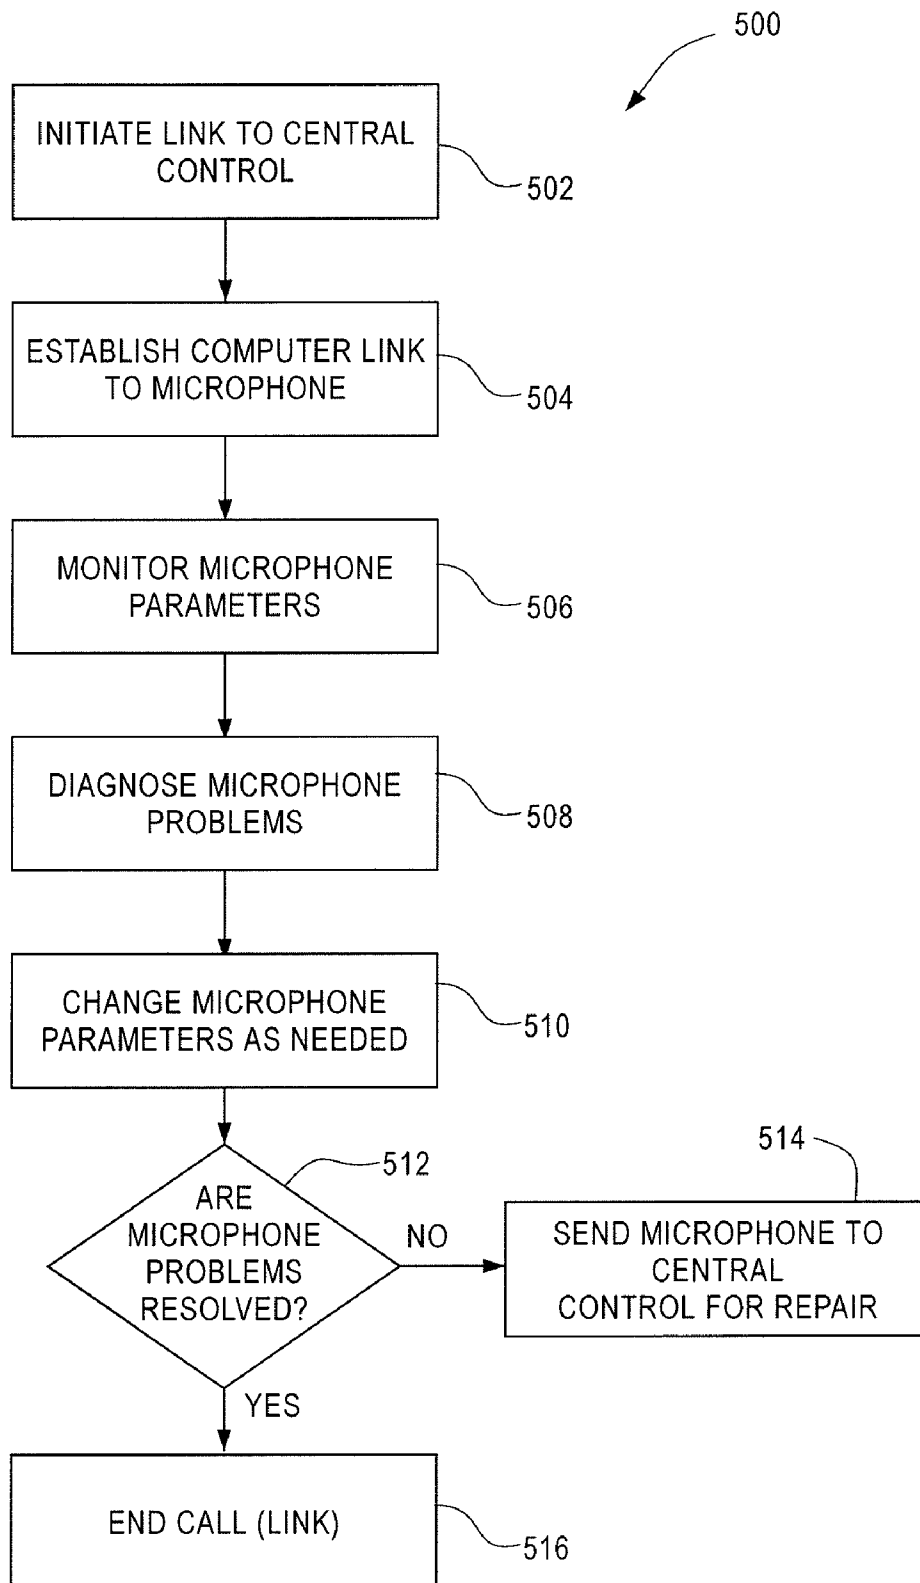 500
INITIATE LINK TO CENTRAL
CONTROL
502
ESTABLISH COMPUTER LINK
TO MICROPHONE
504
MONITOR MICROPHONE
PARAMETERS
506
DIAGNOSE MICROPHONE
PROBLEMS
508
CHANGE MICROPHONE
PARAMETERS AS NEEDED
510
512
ARE
MICROPHONE
PROBLEMS
RESOLVED?
NO
514
SEND MICROPHONE TO
CENTRAL
CONTROL FOR REPAIR
YES
END CALL (LINK)
516